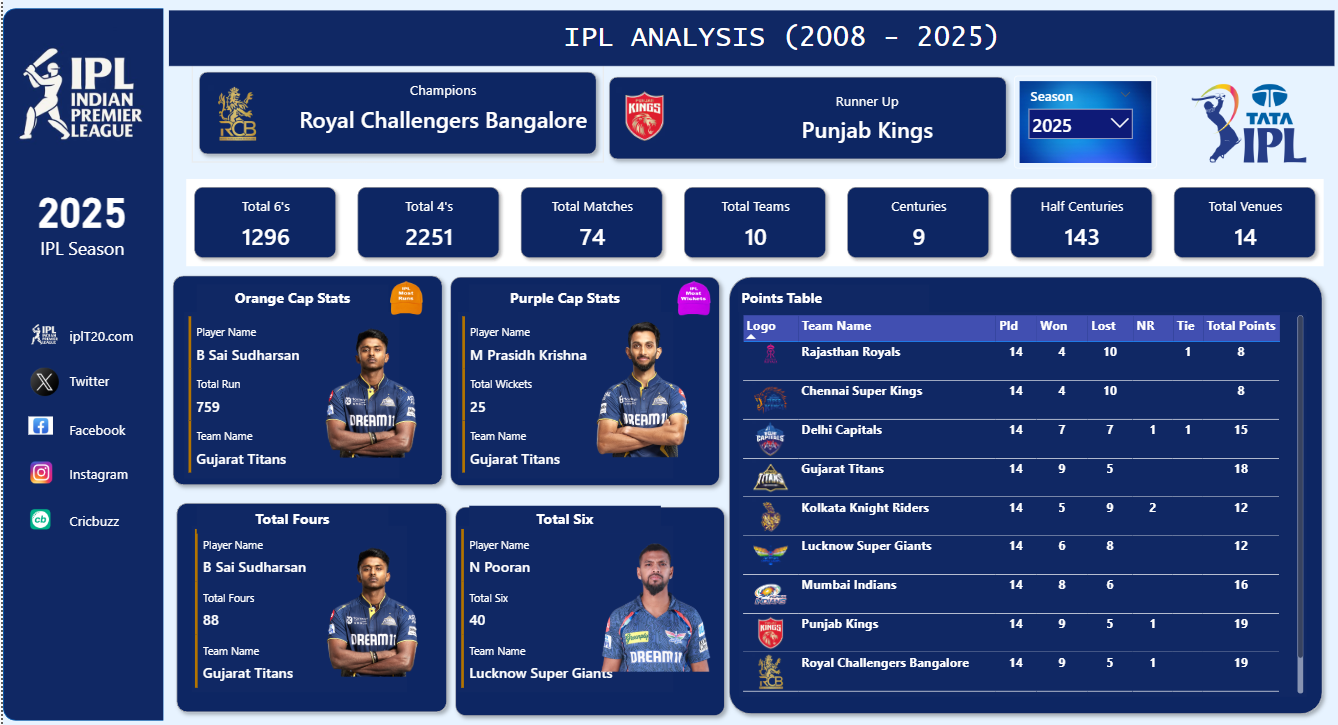 IPL ANALYSIS (2008 - 2025)
IPL
INDIAN
PREMIER
LEAGUE
2025
IPL Season
iplT20.com
Twitter
Facebook
Instagram
Cricbuzz
Champions
Royal Challengers Bangalore
RCB
Runner Up
Punjab Kings
KINGS
Season
2025
TATA
IPL
Total 6's
1296
Total 4's
2251
Total Matches
74
Total Teams
10
Centuries
9
Half Centuries
143
Total Venues
14
Orange Cap Stats
IPL
Most
Runs
Player Name
B Sai Sudharsan
Total Run
759
Team Name
Gujarat Titans
DREAM11
Purple Cap Stats
IPL
Most
Wickets
Player Name
M Prasidh Krishna
Total Wickets
25
Team Name
Gujarat Titans
DREAM11
Total Fours
Player Name
B Sai Sudharsan
Total Fours
88
Team Name
Gujarat Titans
DREAM11
Total Six
Player Name
N Pooran
Total Six
40
Team Name
Lucknow Super Giants
DREAM11
Points Table
Logo Team Name Pld Won Lost NR Tie Total Points
Rajasthan Royals 14 4 10 1 8
Chennai Super Kings 14 4 10 8
Delhi Capitals 14 7 7 1 1 15
Gujarat Titans 14 9 5 18
Kolkata Knight Riders 14 5 9 2 12
Lucknow Super Giants 14 6 8 12
Mumbai Indians 14 8 6 16
Punjab Kings 14 9 5 1 19
Royal Challengers Bangalore 14 9 5 1 19